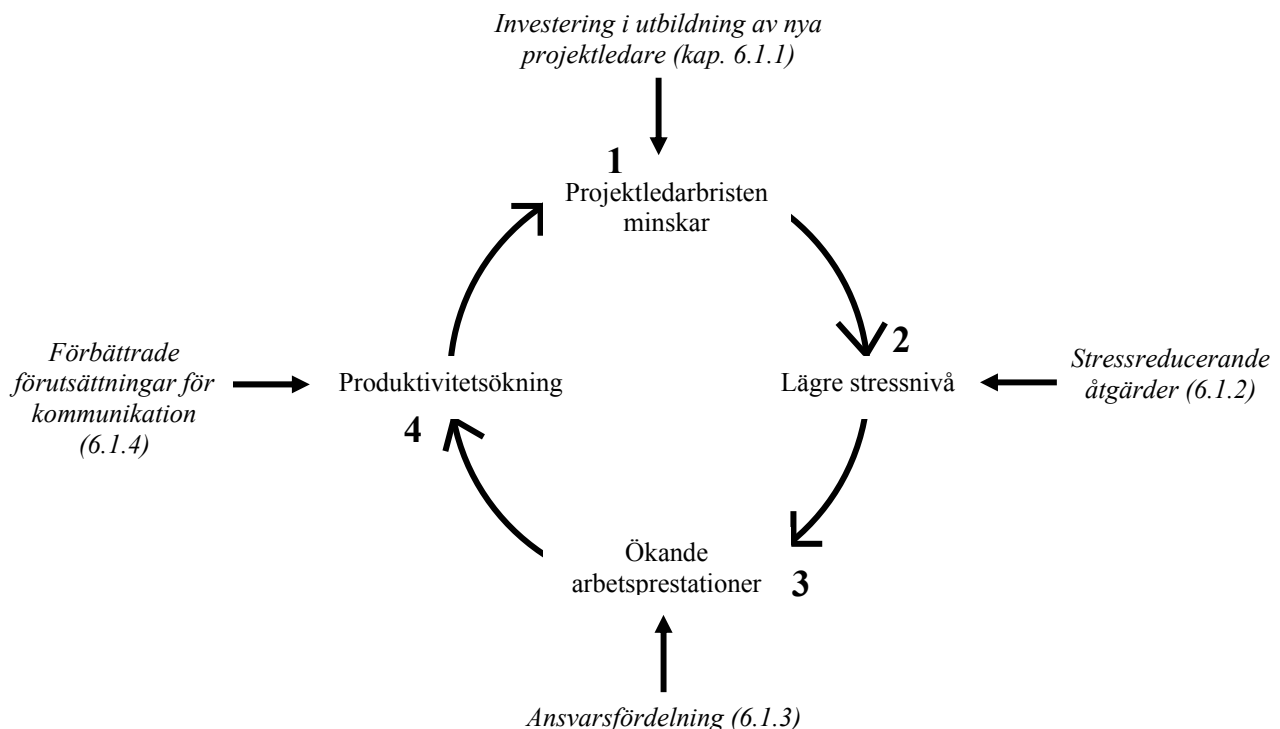 Investering i utbildning av nya
projektledare (kap. 6.1.1)
1
Projektledarbristen
minskar
2
Lägre stressnivå
Stressreducerande
åtgärder (6.1.2)
Förbättrade
förutsättningar för
kommunikation
(6.1.4)
Produktivitetsökning
4
Ökande
arbetsprestationer
3
Ansvarsfördelning (6.1.3)